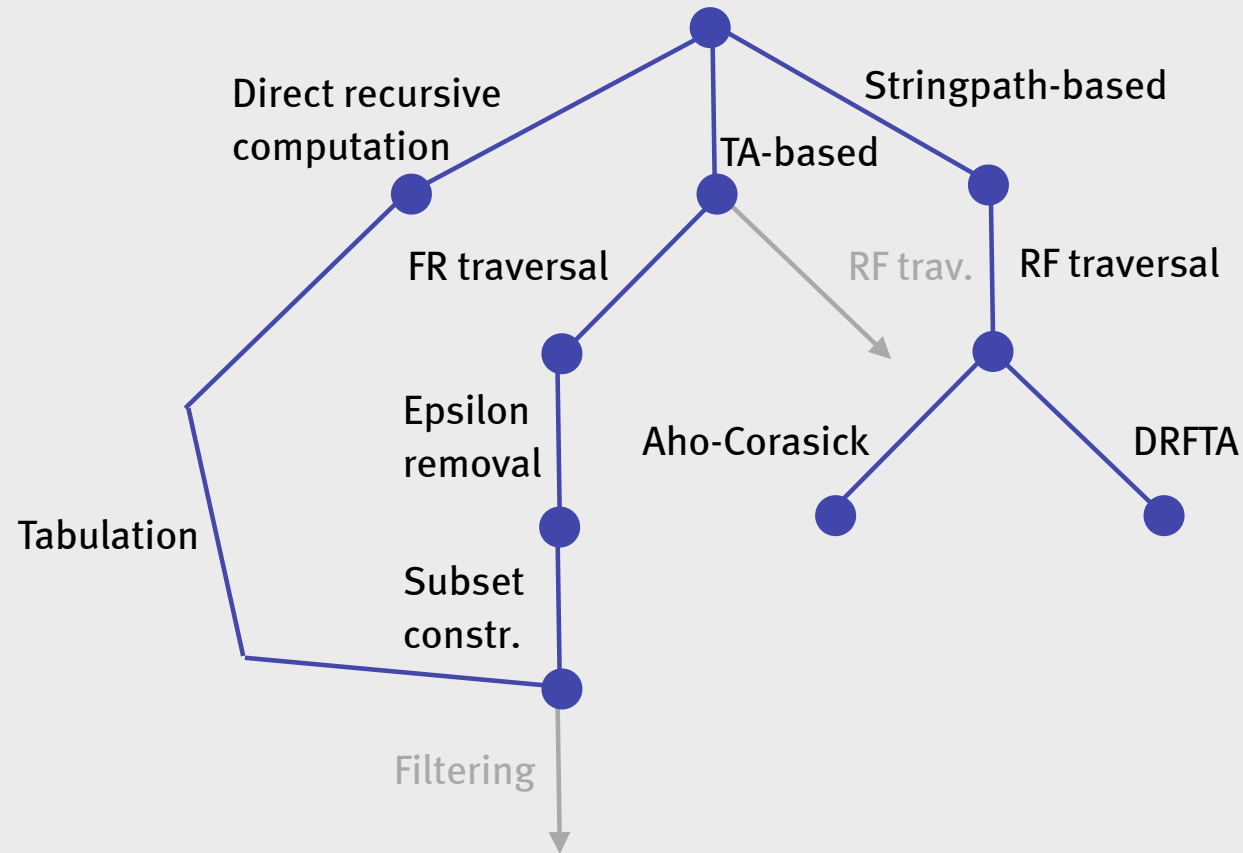 Direct recursive
computation
Stringpath-based
TA-based
FR traversal
RF trav.
RF traversal
Epsilon
removal
Aho-Corasick
DRFTA
Tabulation
Subset
constr.
Filtering